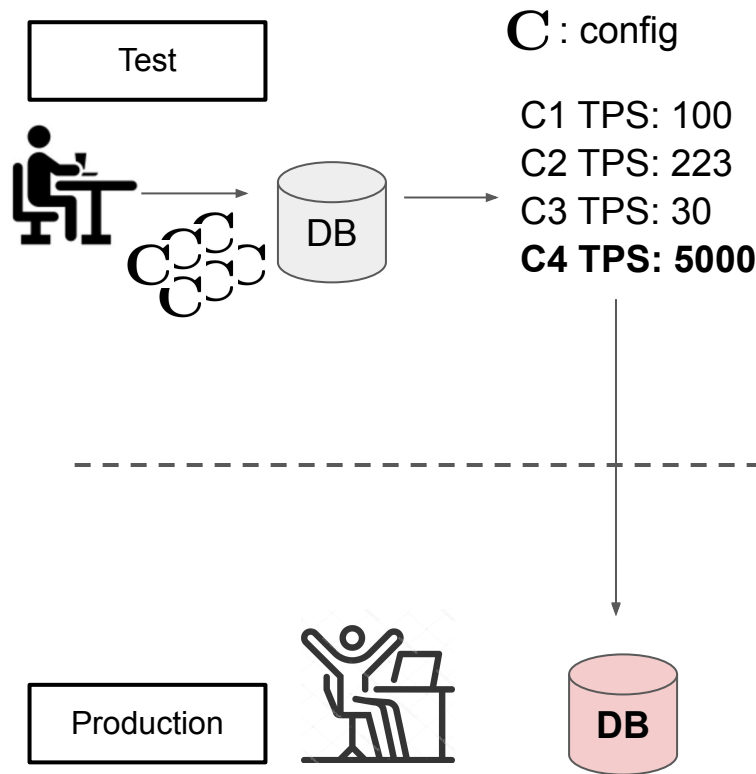 C : config
Test
C1 TPS: 100
C2 TPS: 223
C3 TPS: 30
C4 TPS: 5000
DB
C C C C C C
Production
DB